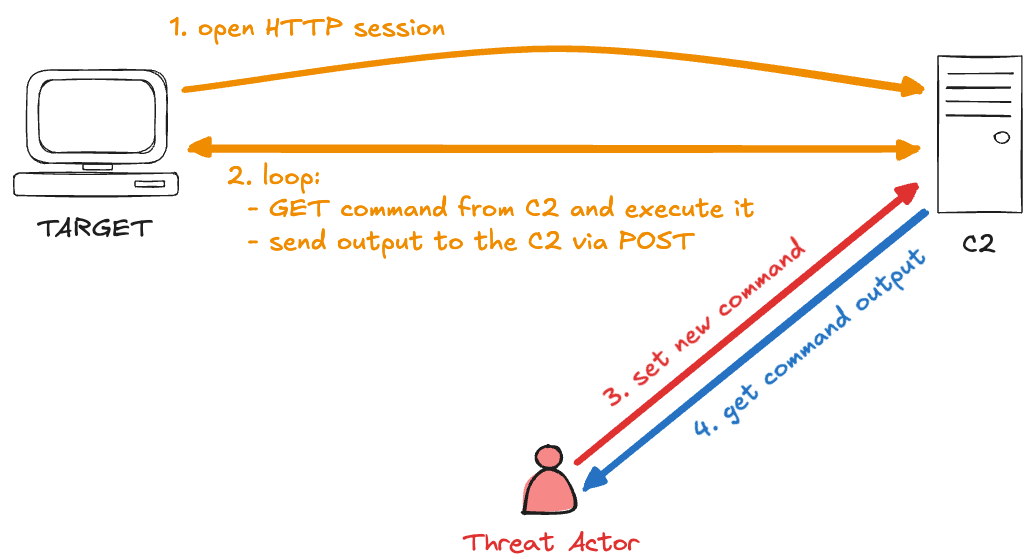 1. open HTTP session
TARGET
2. loop:
- GET command from C2 and execute it
- send output to the C2 via POST
C2
3. set new command
4. get command output
Threat Actor